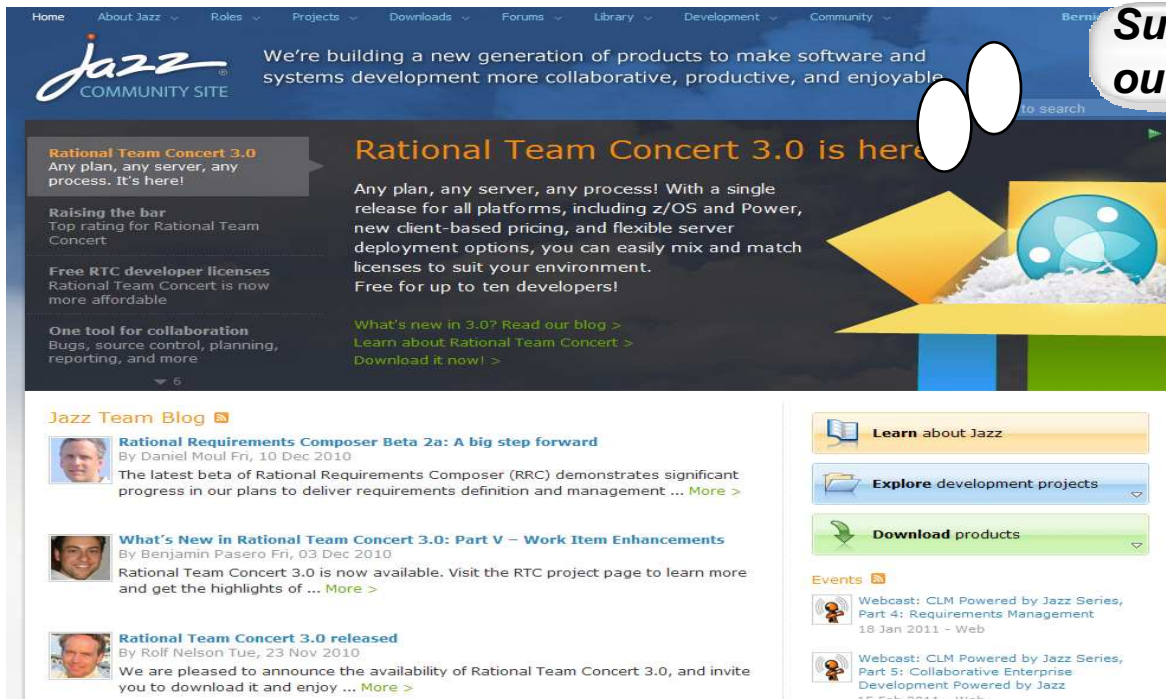 Home About Jazz Roles Projects Downloads Forums Library Development Community
jazz
COMMUNITY SITE
We're building a new generation of products to make software and
systems development more collaborative, productive, and enjoyable
to search
Rational Team Concert 3.0
Any plan, any server, any
process. It's here!
Raising the bar
Top rating for Rational Team
Concert
Free RTC developer licenses
Rational Team Concert is now
more affordable
One tool for collaboration
Bugs, source control, planning,
reporting, and more
6
Rational Team Concert 3.0 is here
Any plan, any server, any process! With a single
release for all platforms, including z/OS and Power,
new client-based pricing, and flexible server
deployment options, you can easily mix and match
licenses to suit your environment.
Free for up to ten developers!
What's new in 3.0? Read our blog >
Learn about Rational Team Concert >
Download it now! >
Jazz Team Blog
Rational Requirements Composer Beta 2a: A big step forward
By Daniel Moul Fri, 10 Dec 2010
The latest beta of Rational Requirements Composer (RRC) demonstrates significant
progress in our plans to deliver requirements definition and management ... More >
What's New in Rational Team Concert 3.0: Part V – Work Item Enhancements
By Benjamin Pasero Fri, 03 Dec 2010
Rational Team Concert 3.0 is now available. Visit the RTC project page to learn more
and get the highlights of ... More >
Rational Team Concert 3.0 released
By Rolf Nelson Tue, 23 Nov 2010
We are pleased to announce the availability of Rational Team Concert 3.0, and invite
you to download it and enjoy ... More >
Learn about Jazz
Explore development projects
Download products
Events
Webcast: CLM Powered by Jazz Series,
Part 4: Requirements Management
18 Jan 2011 - Web
Webcast: CLM Powered by Jazz Series,
Part 5: Collaborative Enterprise
Development Powered by Jazz
15 Feb 2011 - Web